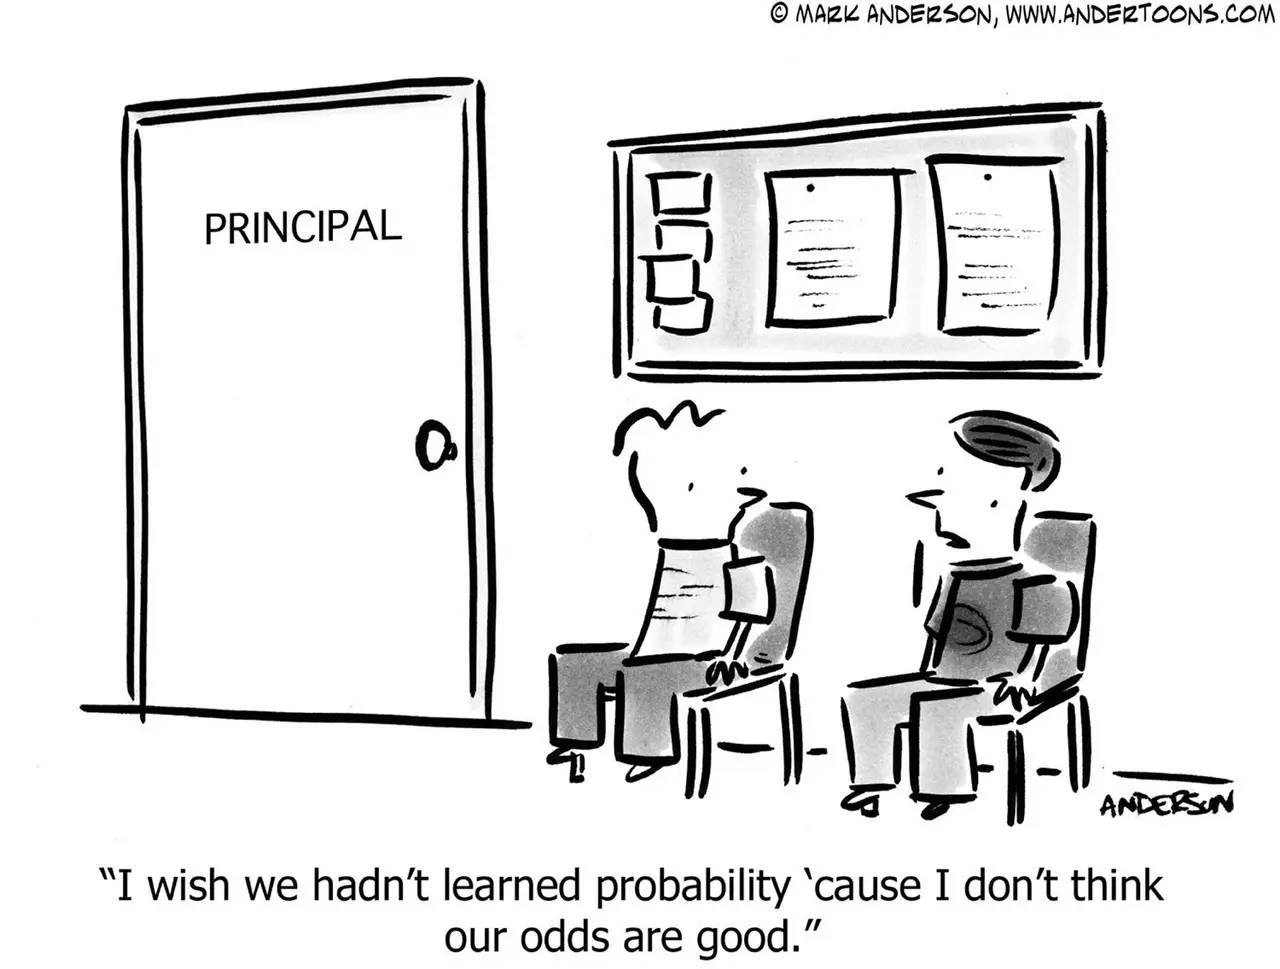 © MARK ANDERSON, WWW.ANDERTOONS.COM
PRINCIPAL
ANDERSON
“I wish we hadn’t learned probability ‘cause I don’t think
our odds are good.”